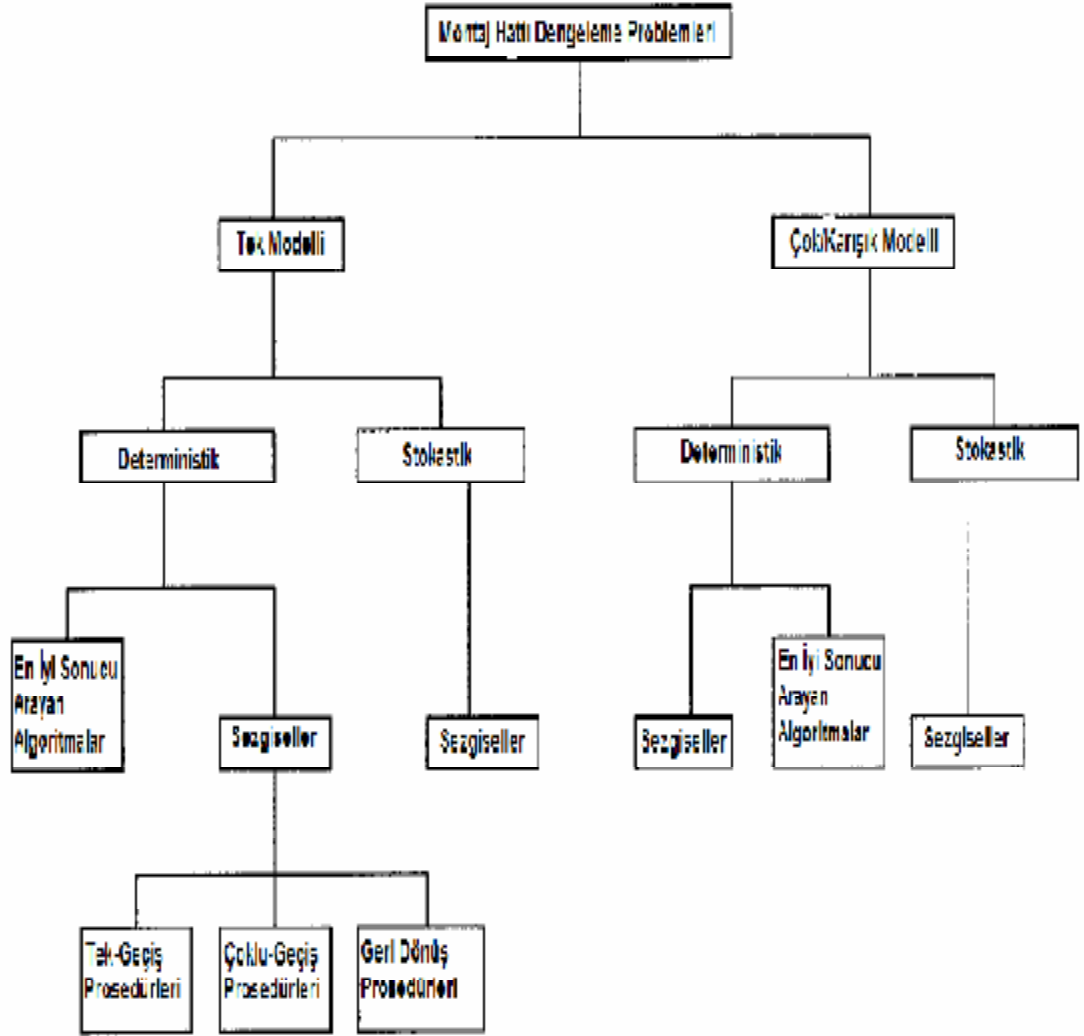 Montaj Hattı Dengeleme Problemleri
Tek Modelli
Çok/Karışık Modelli
Deterministik
Stokastik
Deterministik
Stokastik
En İyi Sonucu
Arayan
Algoritmalar
Sezgiseller
Sezgiseller
Sezgiseller
En İyi Sonucu
Arayan
Algoritmalar
Sezgiseller
Tek-Geçiş
Prosedürleri
Çoklu-Geçiş
Prosedürleri
Geri Dönüş
Prosedürleri